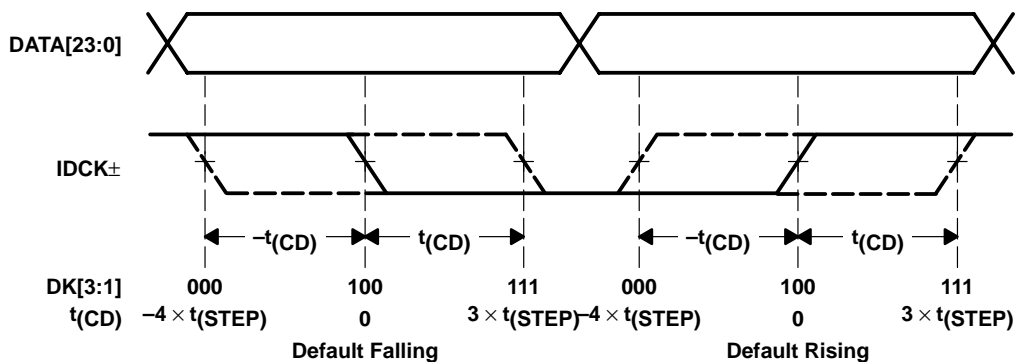 DATA[23:0]
IDCK±
–t(CD) t(CD) –t(CD) t(CD)
DK[3:1] 000 100 111 000 100 111
t(CD) –4 × t(STEP) 0 3 × t(STEP) –4 × t(STEP) 0 3 × t(STEP)
Default Falling Default Rising